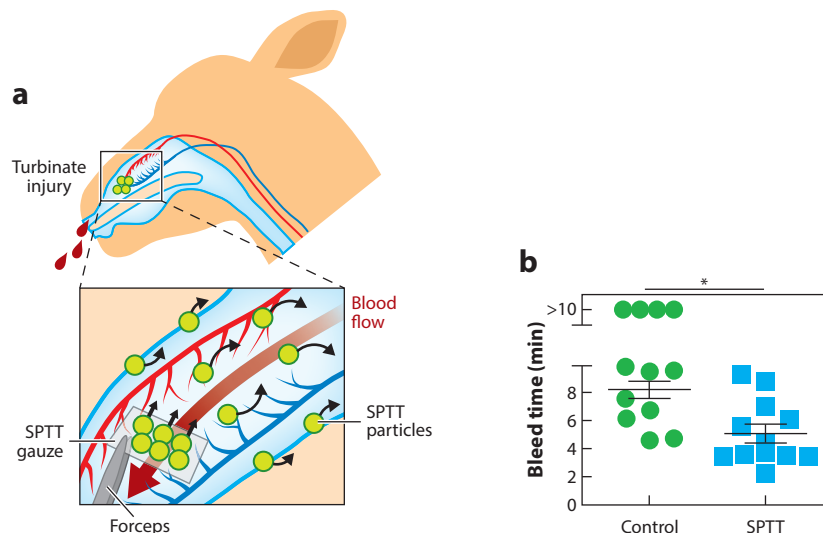 a
Turbinate
injury
Blood
flow
SPTT
gauze
SPTT
particles
Forceps
b
*
Bleed time (min)
>10
8
6
4
2
0
Control
SPTT